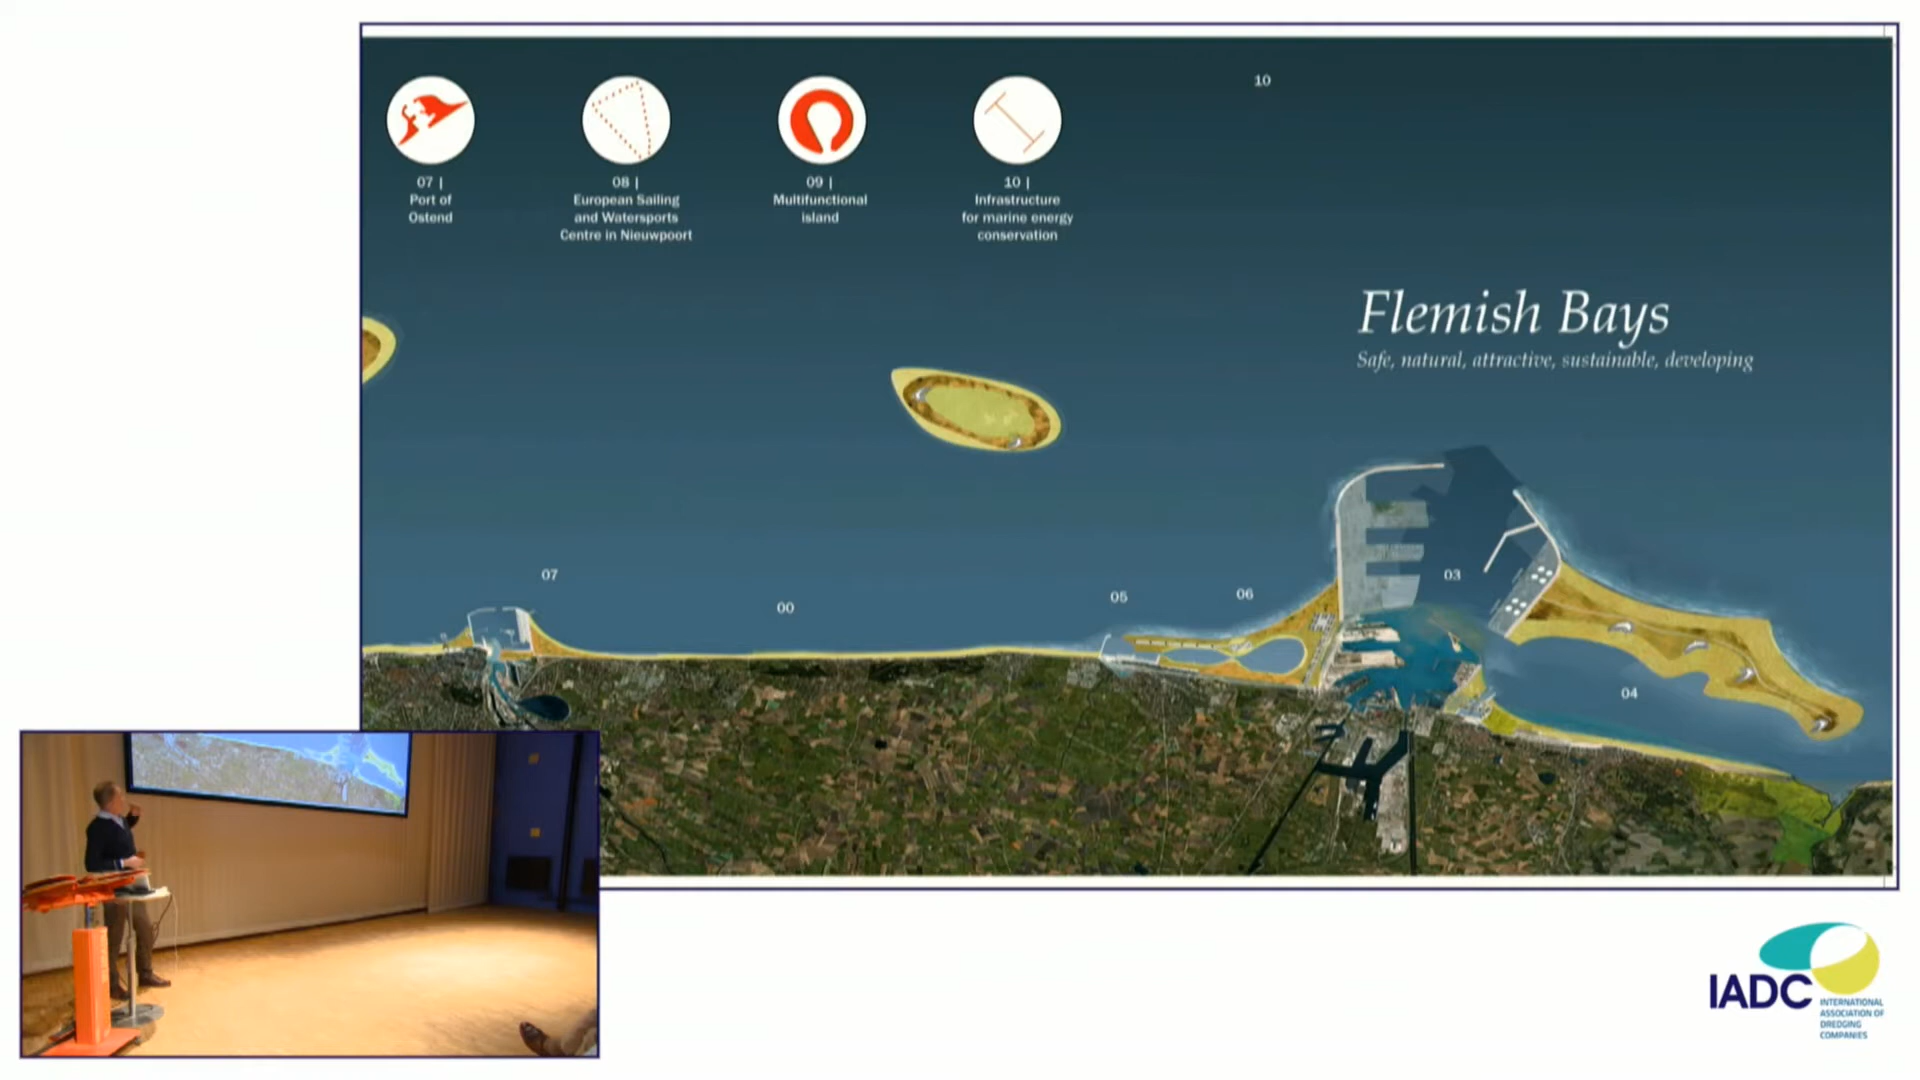 10
07 |
Port of
Ostend
08 |
European Sailing
and Watersports
Centre in Nieuwpoort
09 |
Multifunctional
island
10 |
Infrastructure
for marine energy
conservation
Flemish Bays
Safe, natural, attractive, sustainable, developing
07
00
05
06
03
04
IADC
INTERNATIONAL
ASSOCIATION OF
DREDGING
COMPANIES